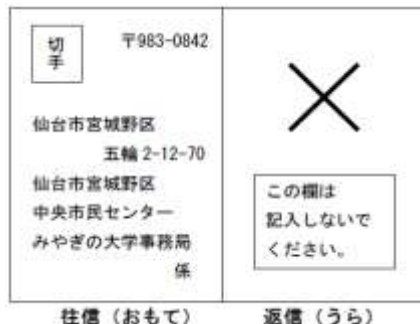 切
手
〒983-0842
仙台市宮城野区
五輪 2-12-70
仙台市宮城野区
中央市民センター
みやぎの大学事務局
係
この欄は
記入しないで
ください。
往信（おもて）
返信（うら）